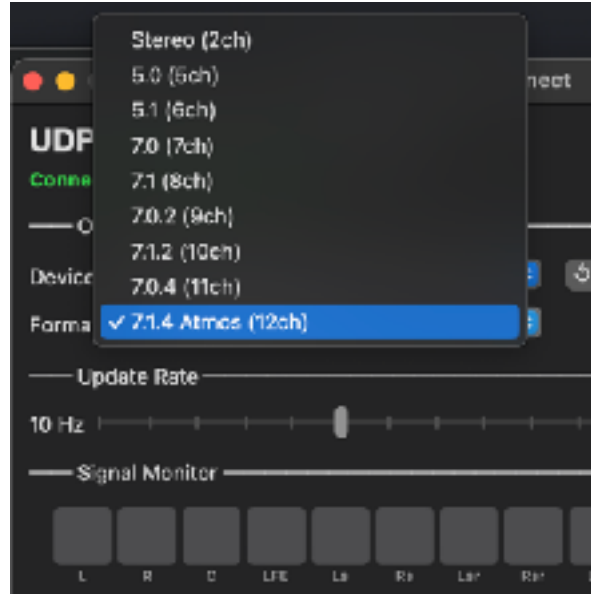 Stereo (2ch)
5.0 (5ch)
nect
5.1 (6ch)
UDP
7.0 (7ch)
Conne
7.1 (8ch)
7.0.2 (9ch)
O
7.1.2 (10ch)
Device
7.0.4 (11ch)
Forma
✓ 7.1.4 Atmos (12ch)
Update Rate
10 Hz
Signal Monitor
L R C LFE Ls Rs Lsr Rsr